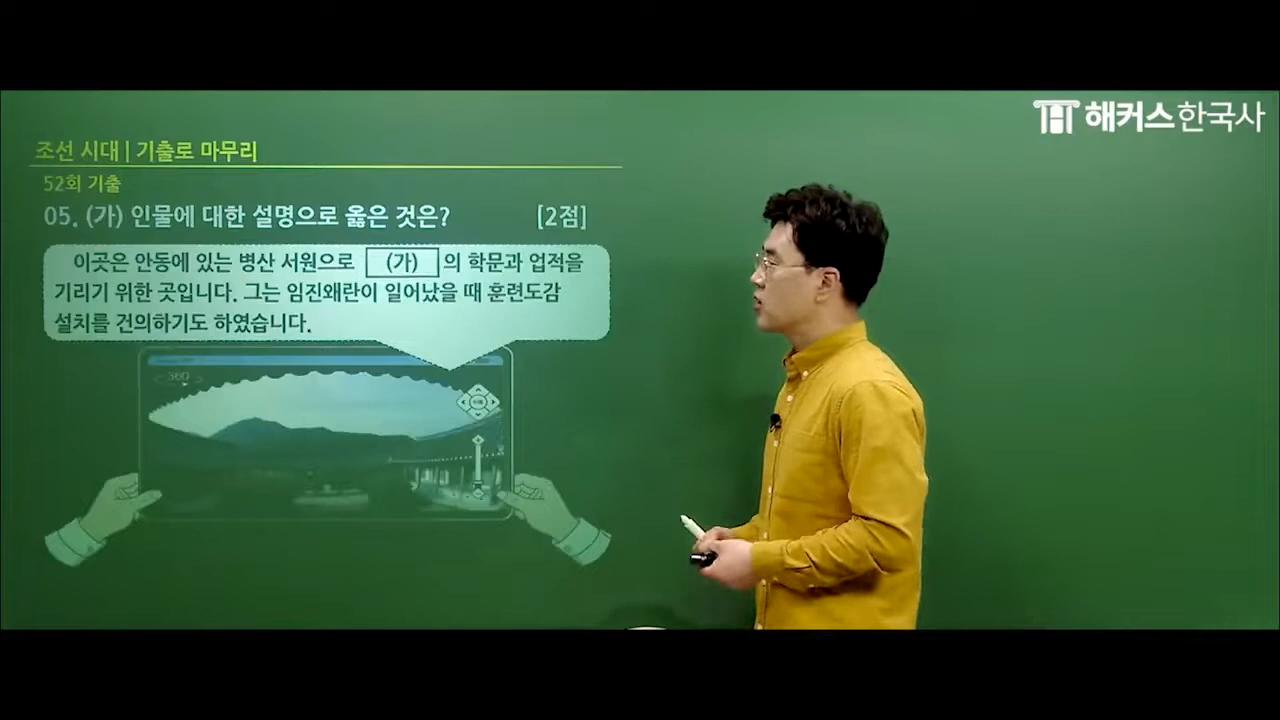 해커스한국사
조선 시대 | 기출로 마무리
52회 기출
05. (가) 인물에 대한 설명으로 옳은 것은? [2점]
이곳은 안동에 있는 병산 서원으로 (가) 의 학문과 업적을
기리기 위한 곳입니다. 그는 임진왜란이 일어났을 때 훈련도감
설치를 건의하기도 하였습니다.
360